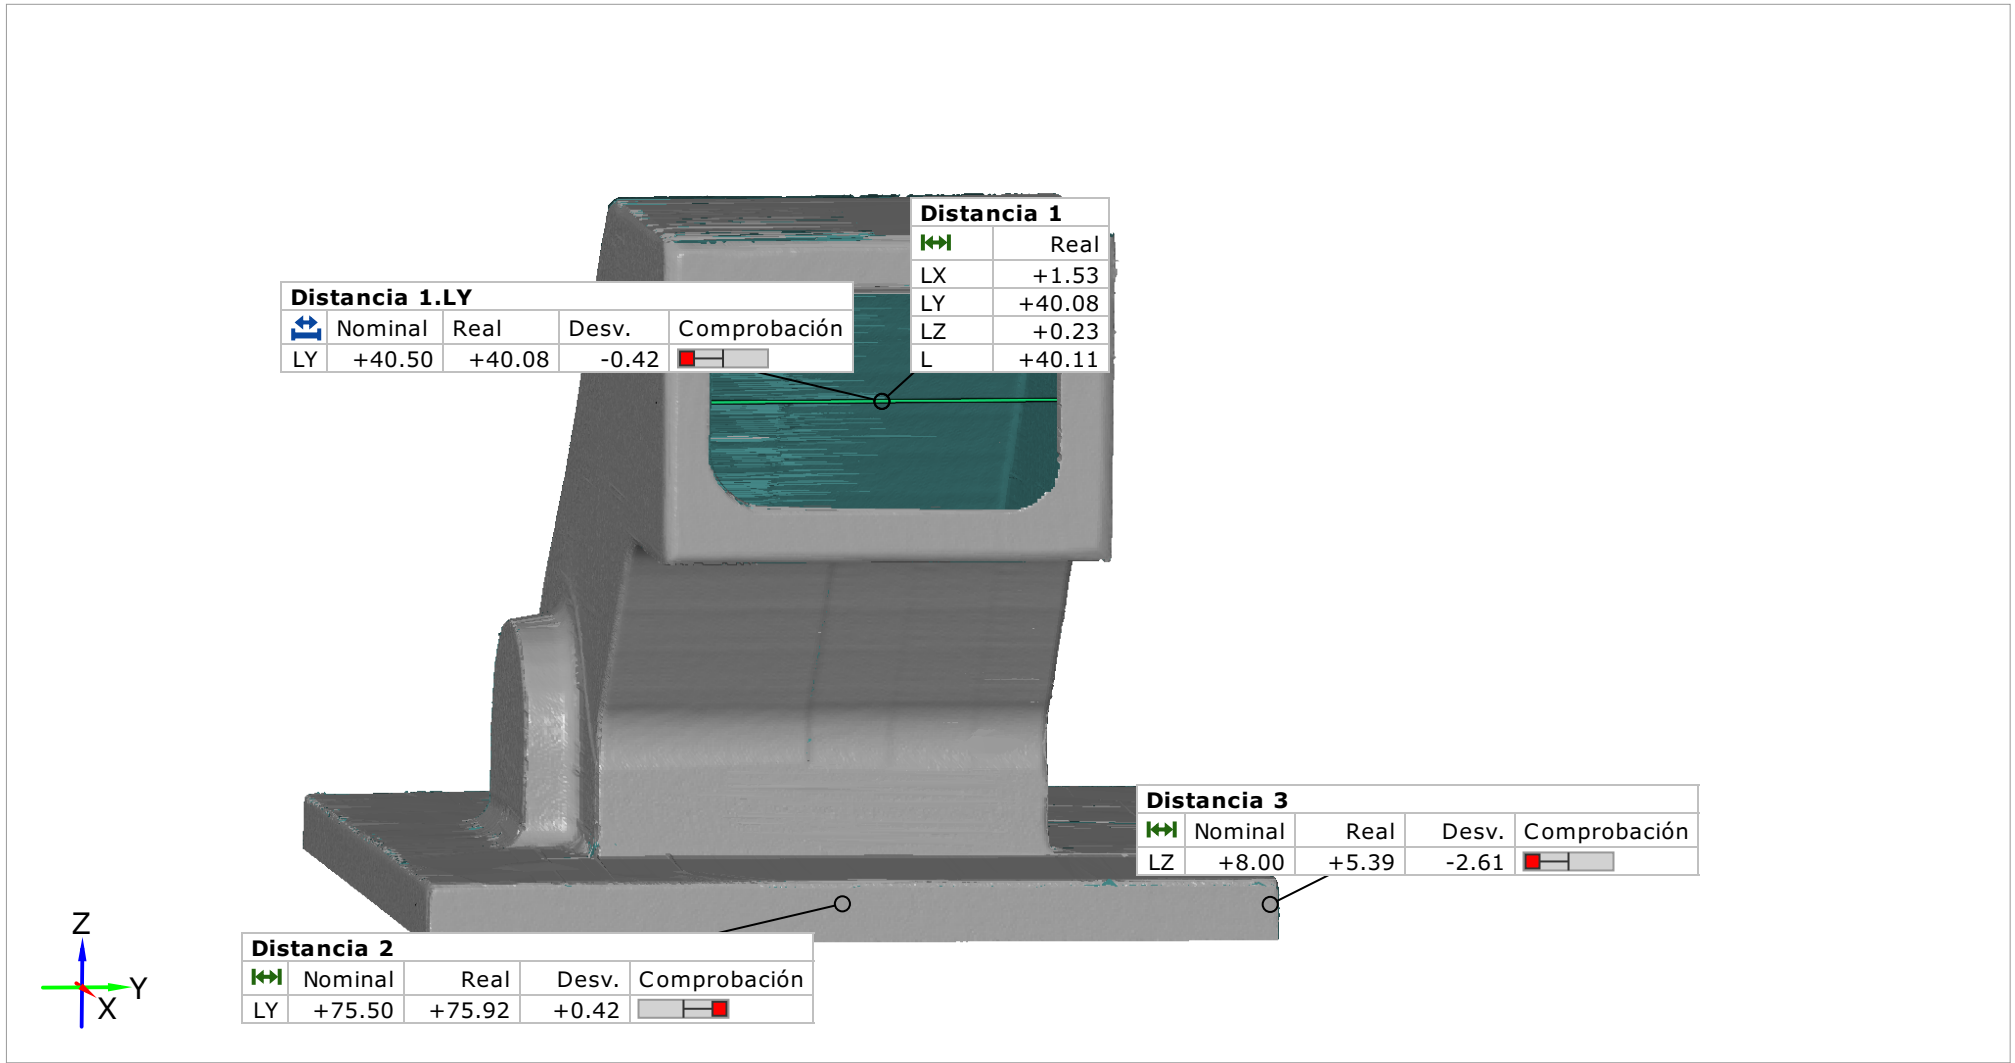 Distancia 1
Real
LX +1.53
LY +40.08
LZ +0.23
L +40.11
Distancia 1.LY
Nominal Real Desv. Comprobación
LY +40.50 +40.08 -0.42
Distancia 3
Nominal Real Desv. Comprobación
LZ +8.00 +5.39 -2.61
Distancia 2
Nominal Real Desv. Comprobación
LY +75.50 +75.92 +0.42
Z
Y
X